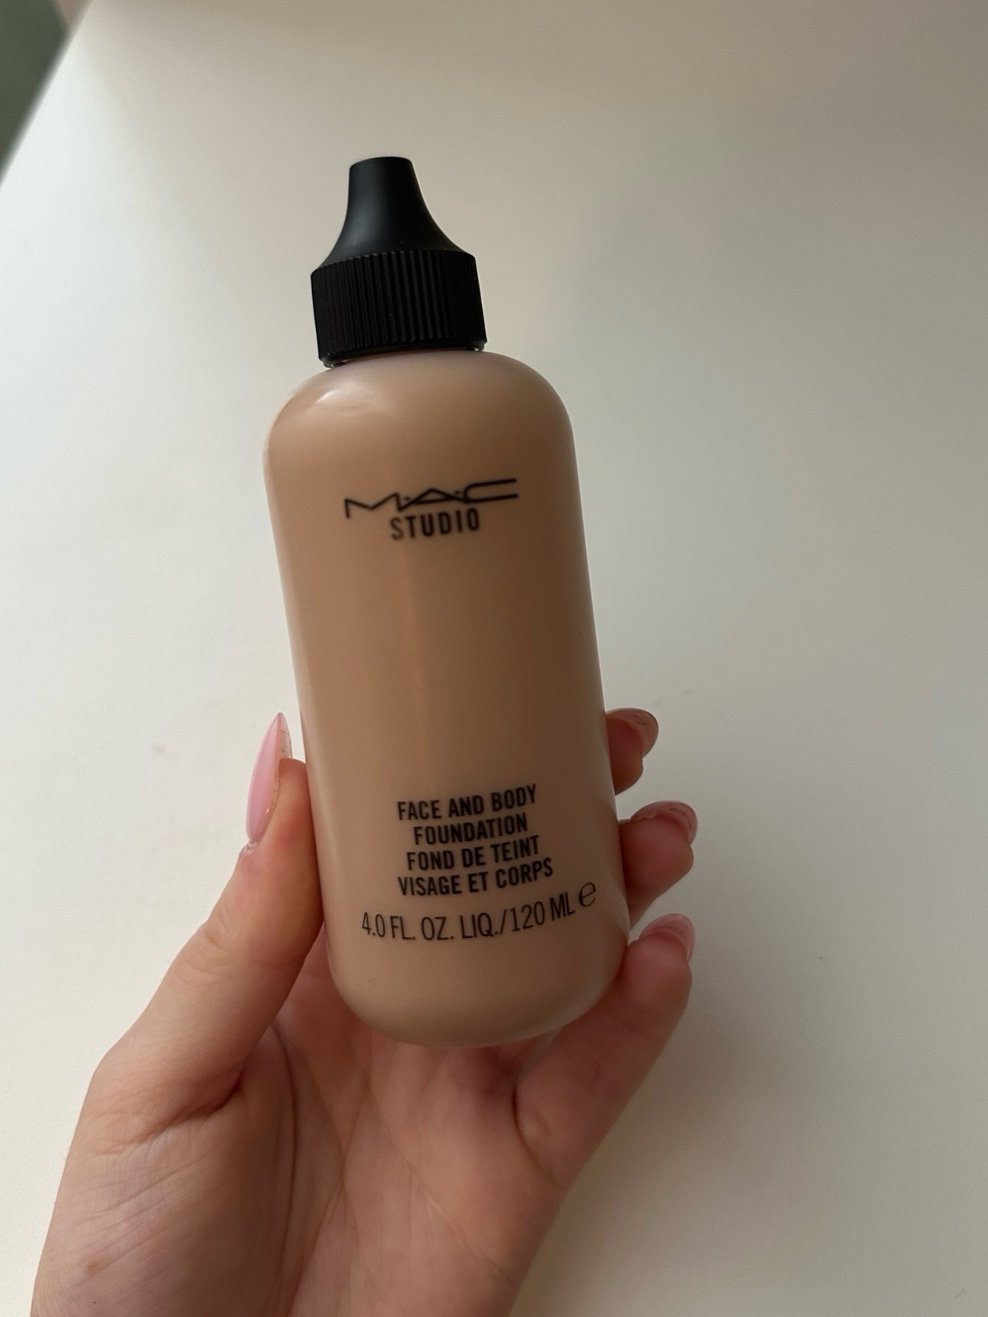 M·A·C
STUDIO
FACE AND BODY
FOUNDATION
FOND DE TEINT
VISAGE ET CORPS
4.0 FL. OZ. LIQ./120 ML ℮